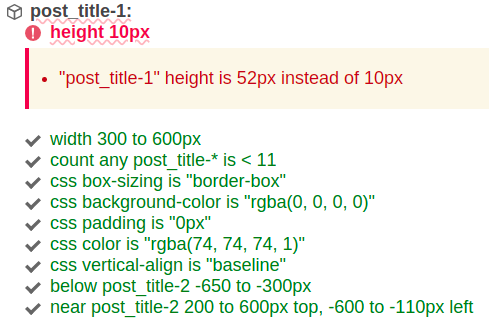 post_title-1:
height 10px
"post_title-1" height is 52px instead of 10px
width 300 to 600px
count any post_title-* is < 11
css box-sizing is "border-box"
css background-color is "rgba(0, 0, 0, 0)"
css padding is "0px"
css color is "rgba(74, 74, 74, 1)"
css vertical-align is "baseline"
below post_title-2 -650 to -300px
near post_title-2 200 to 600px top, -600 to -110px left